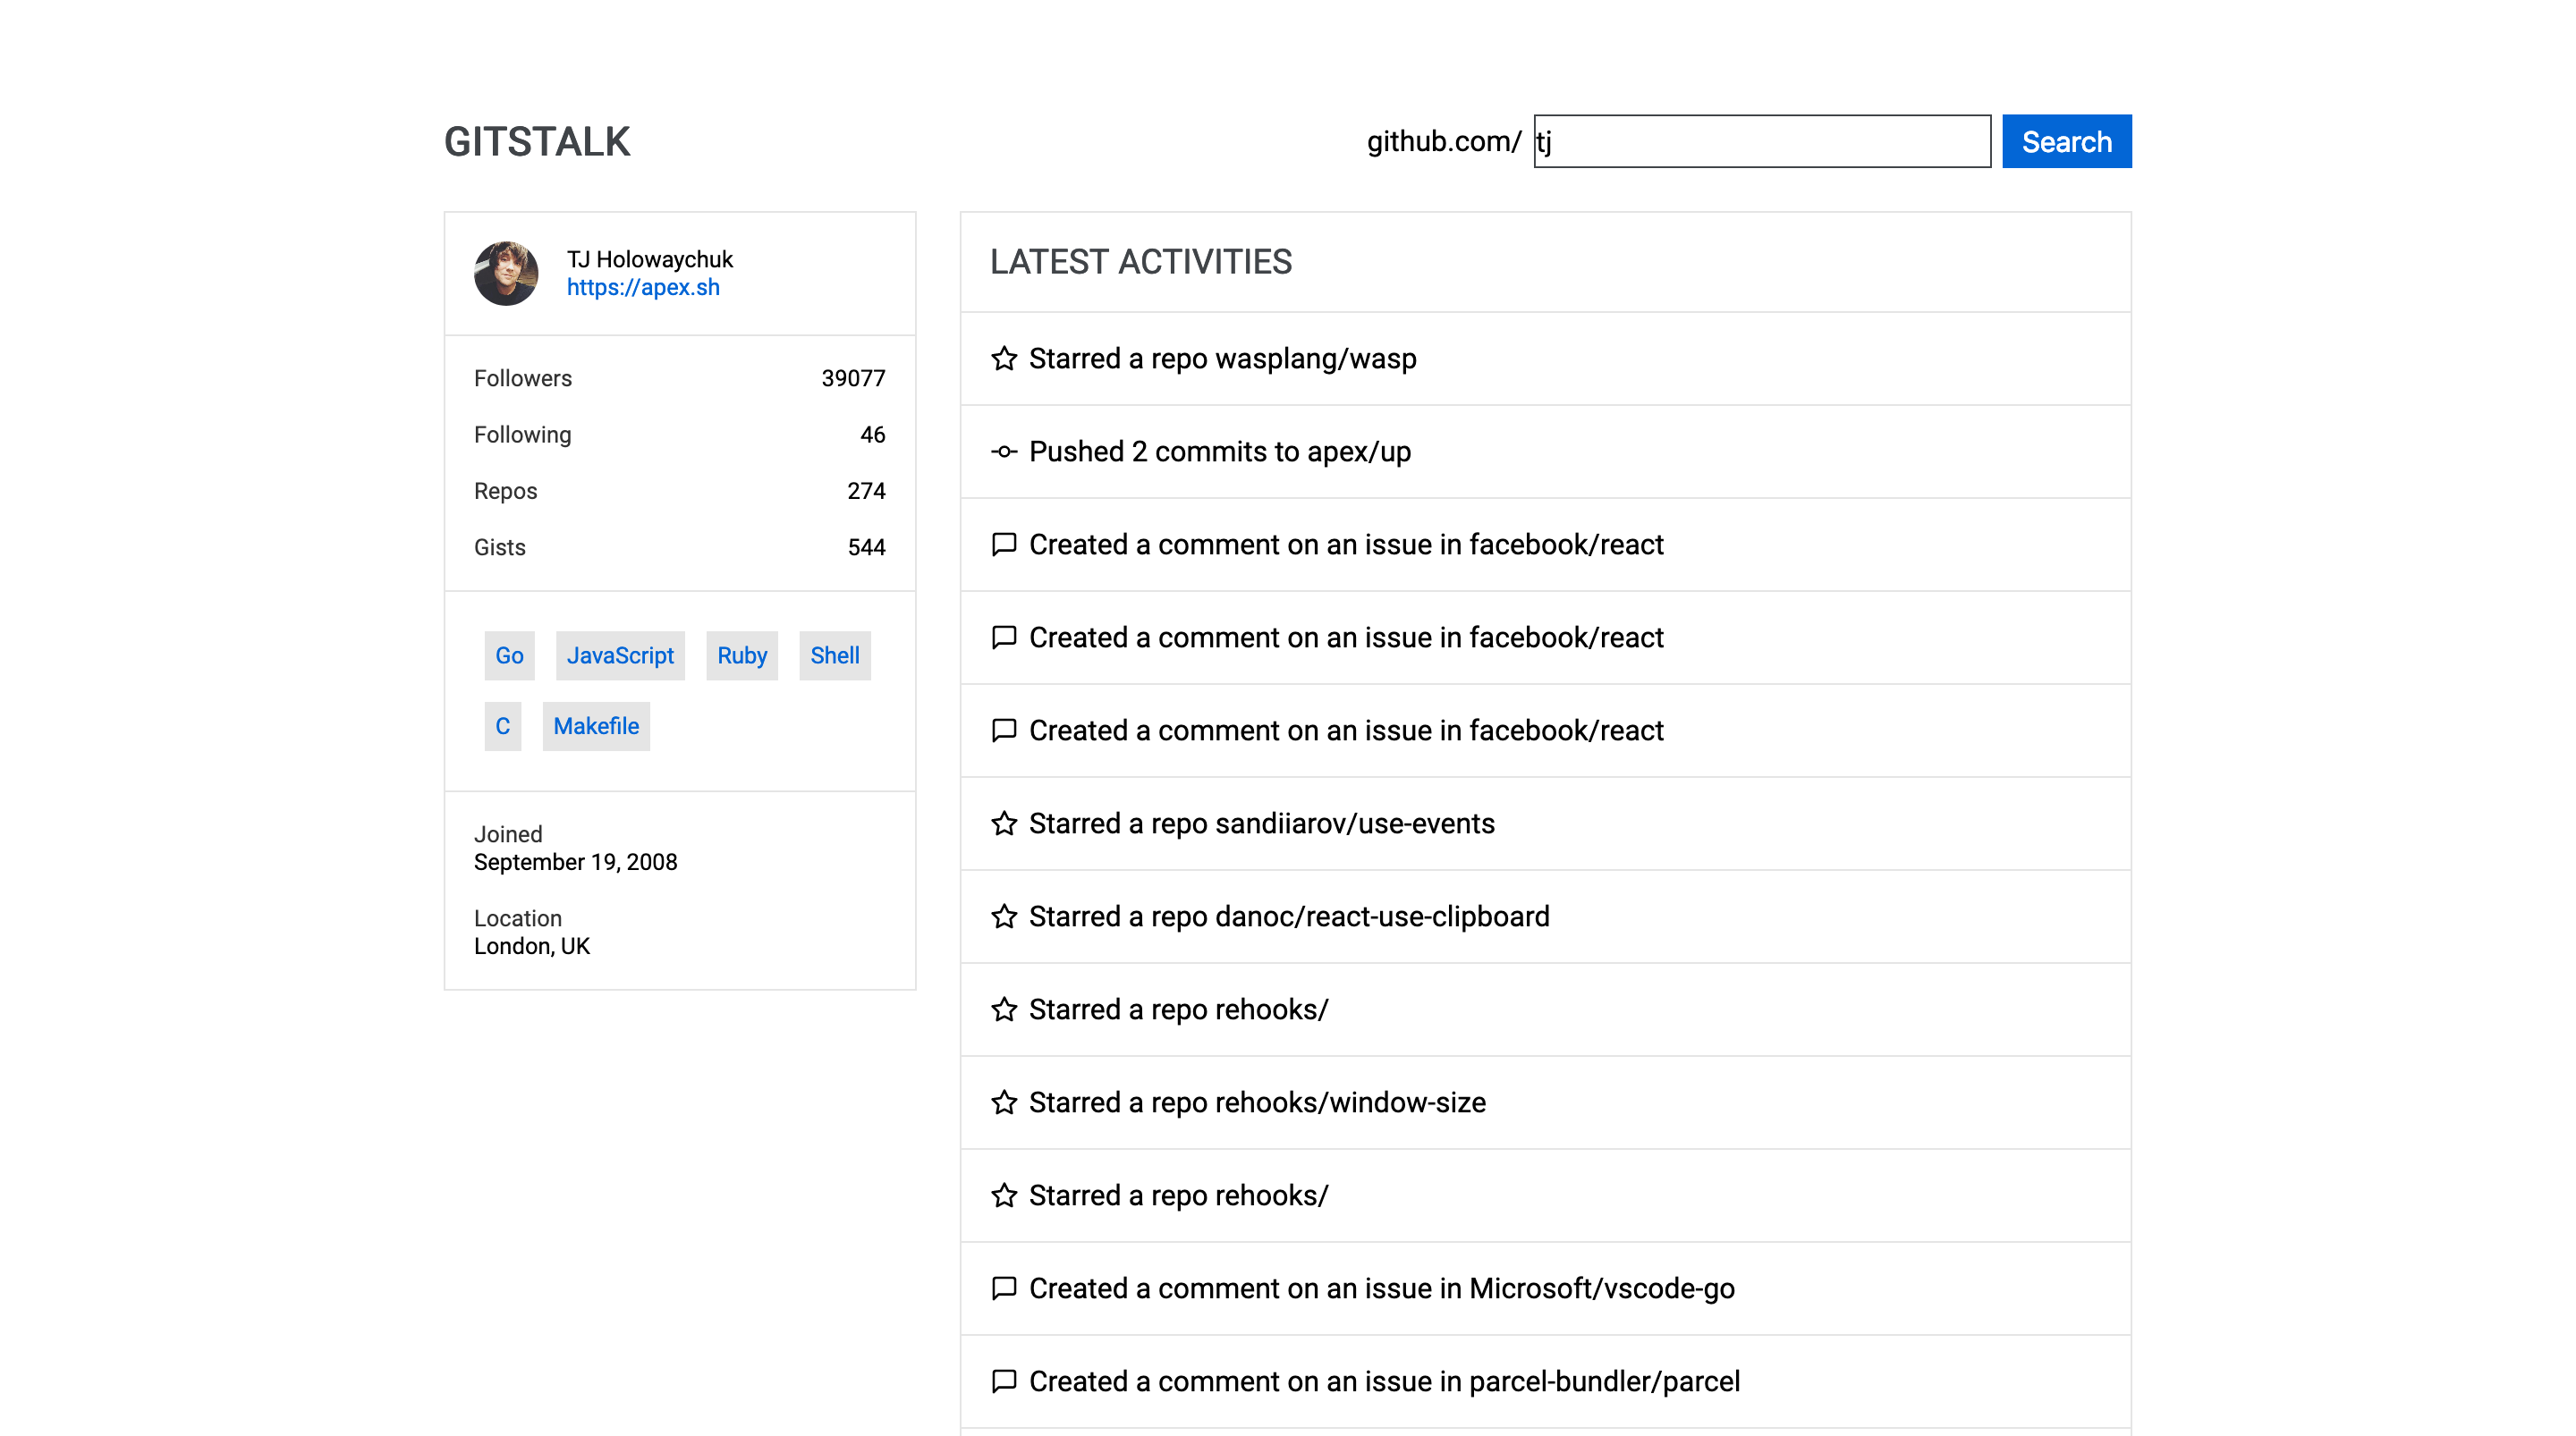 GITSTALK
github.com/ tj Search
TJ Holowaychuk
https://apex.sh
Followers 39077
Following 46
Repos 274
Gists 544
Go JavaScript Ruby Shell
C Makefile
Joined
September 19, 2008
Location
London, UK
LATEST ACTIVITIES
Starred a repo wasplang/wasp
Pushed 2 commits to apex/up
Created a comment on an issue in facebook/react
Created a comment on an issue in facebook/react
Created a comment on an issue in facebook/react
Starred a repo sandiiarov/use-events
Starred a repo danoc/react-use-clipboard
Starred a repo rehooks/
Starred a repo rehooks/window-size
Starred a repo rehooks/
Created a comment on an issue in Microsoft/vscode-go
Created a comment on an issue in parcel-bundler/parcel